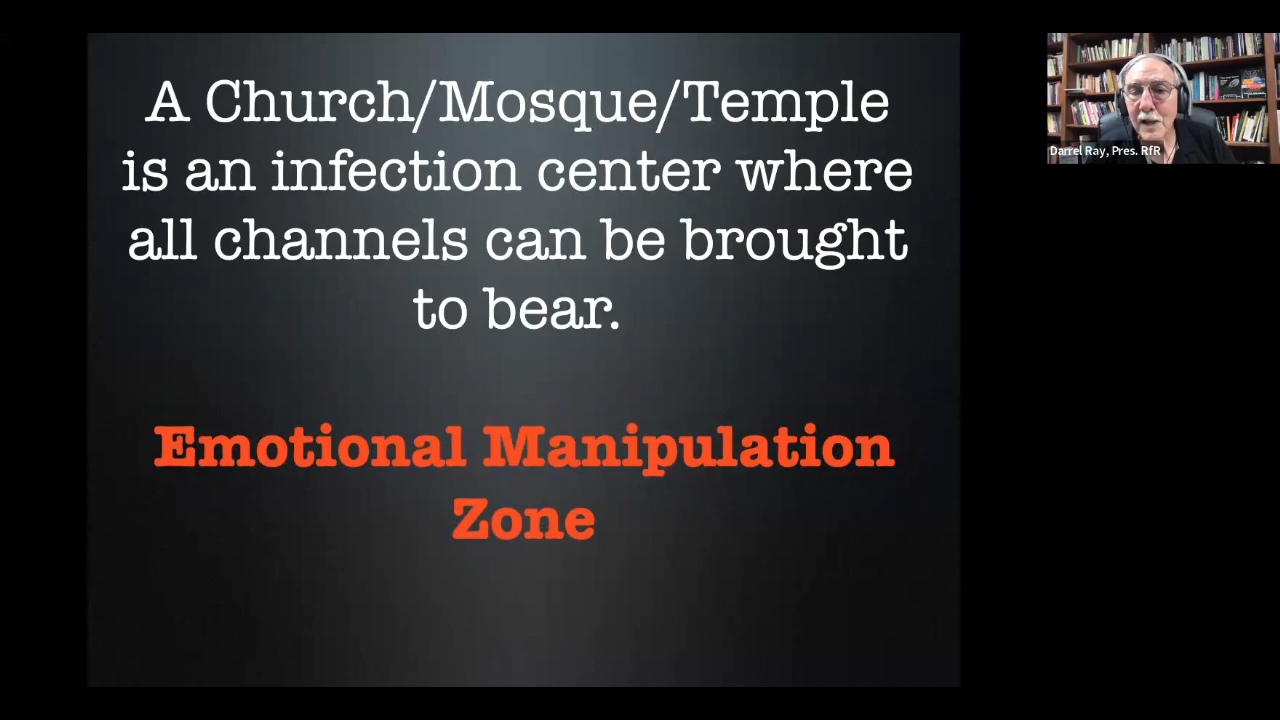 A Church/Mosque/Temple
is an infection center where
all channels can be brought
to bear.
Emotional Manipulation
Zone
Darrel Ray, Pres. RfR